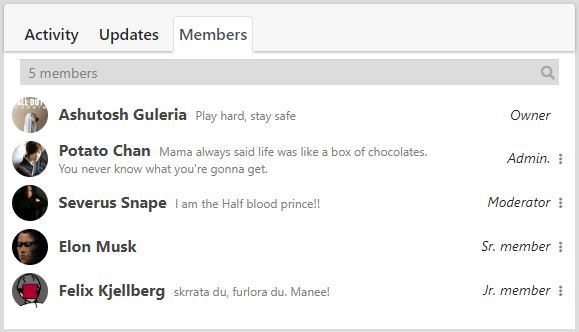 Activity Updates Members
5 members
Ashutosh Guleria Play hard, stay safe Owner
Potato Chan Mama always said life was like a box of chocolates. Admin.
You never know what you're gonna get.
Severus Snape I am the Half blood prince!! Moderator
Elon Musk Sr. member
Felix Kjellberg skrrata du, furlora du. Manee! Jr. member